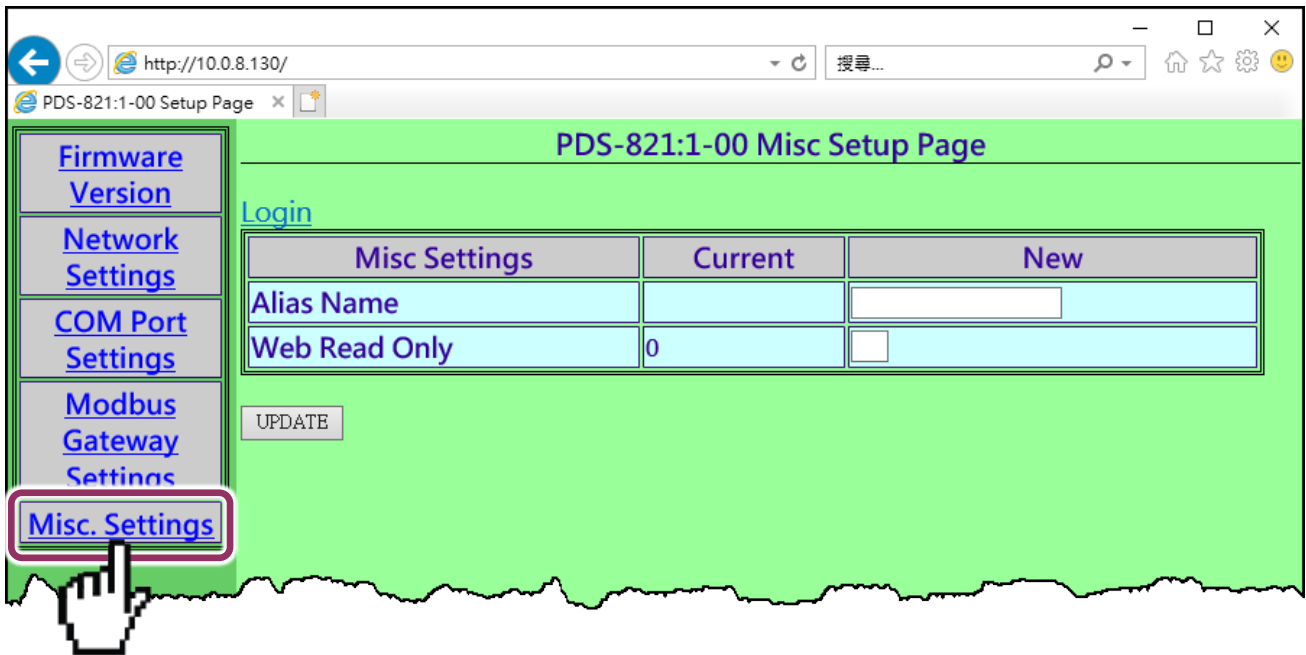 http://10.0.8.130/
搜尋...
PDS-821:1-00 Setup Page
Firmware
Version
Network
Settings
COM Port
Settings
Modbus
Gateway
Settings
Misc. Settings
PDS-821:1-00 Misc Setup Page
Login
Misc Settings Current New
Alias Name
Web Read Only 0
UPDATE